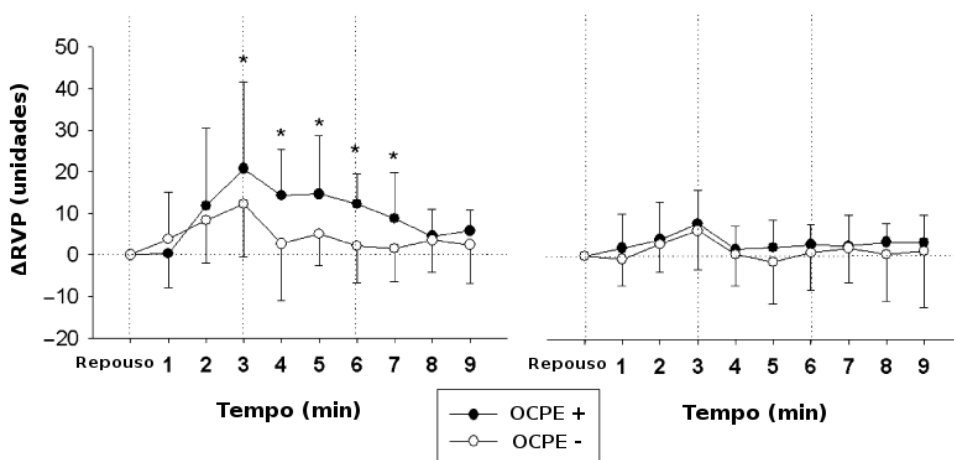 ΔRVP (unidades)
50
40
30
20
10
0
–10
–20
*
*
*
*
*
Repouso 1 2 3 4 5 6 7 8 9
Tempo (min)
Repouso 1 2 3 4 5 6 7 8 9
Tempo (min)
OCPE +
OCPE -